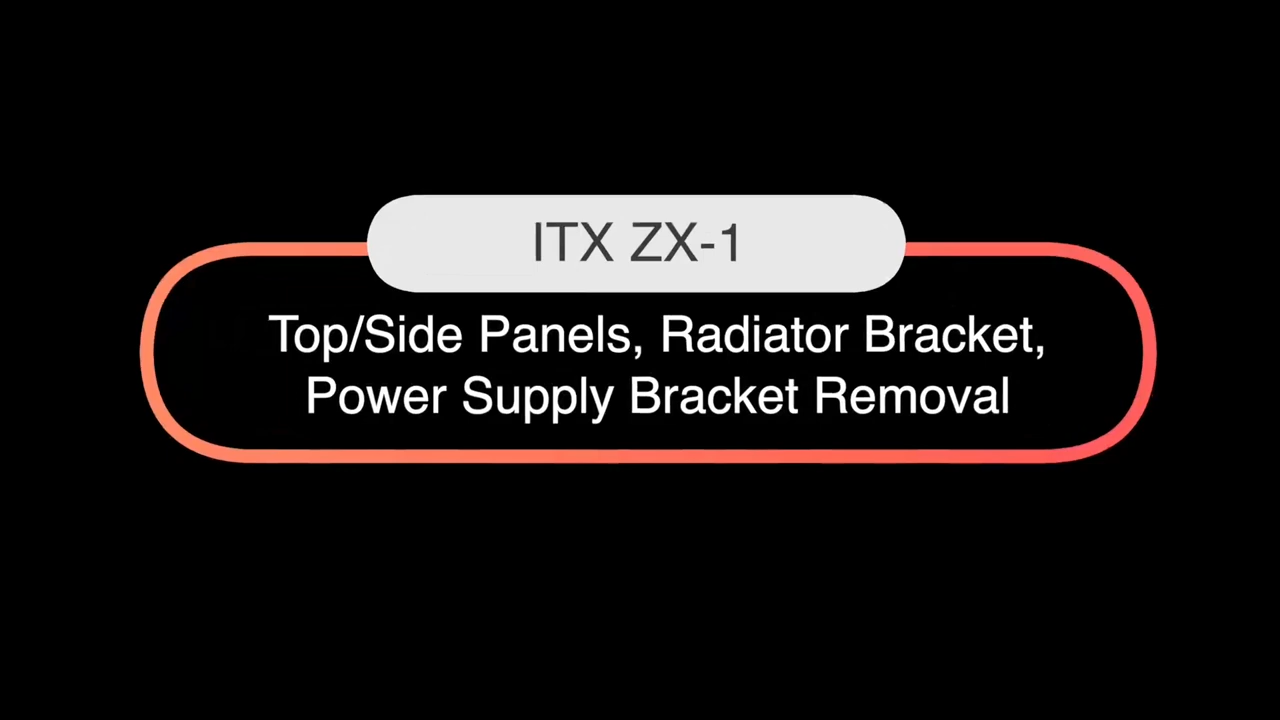 ITX ZX-1
Top/Side Panels, Radiator Bracket,
Power Supply Bracket Removal